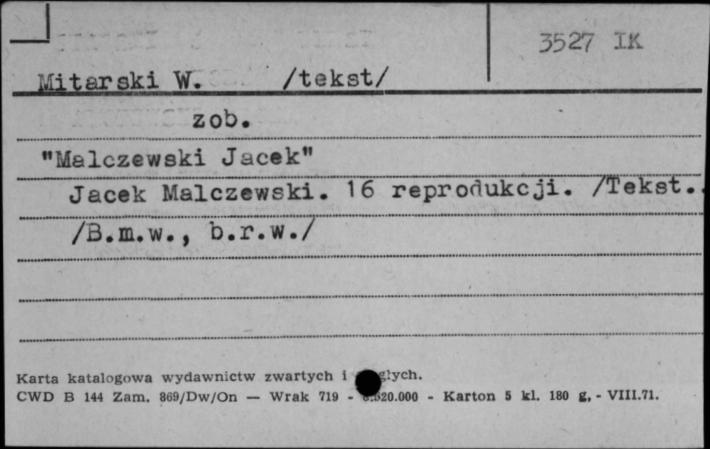 3527 IK
Mitarski W. /tekst/
zob.
"Malczewski Jacek"
Jacek Malczewski. 16 reprodukcji. /Tekst..
/B.m.w., b.r.w./
Karta katalogowa wydawnictw zwartych i
CWD B 144 Zam. 869/Dw/On — Wrak 719 - - Karton 5 kl. 180 g, - VIII.71.